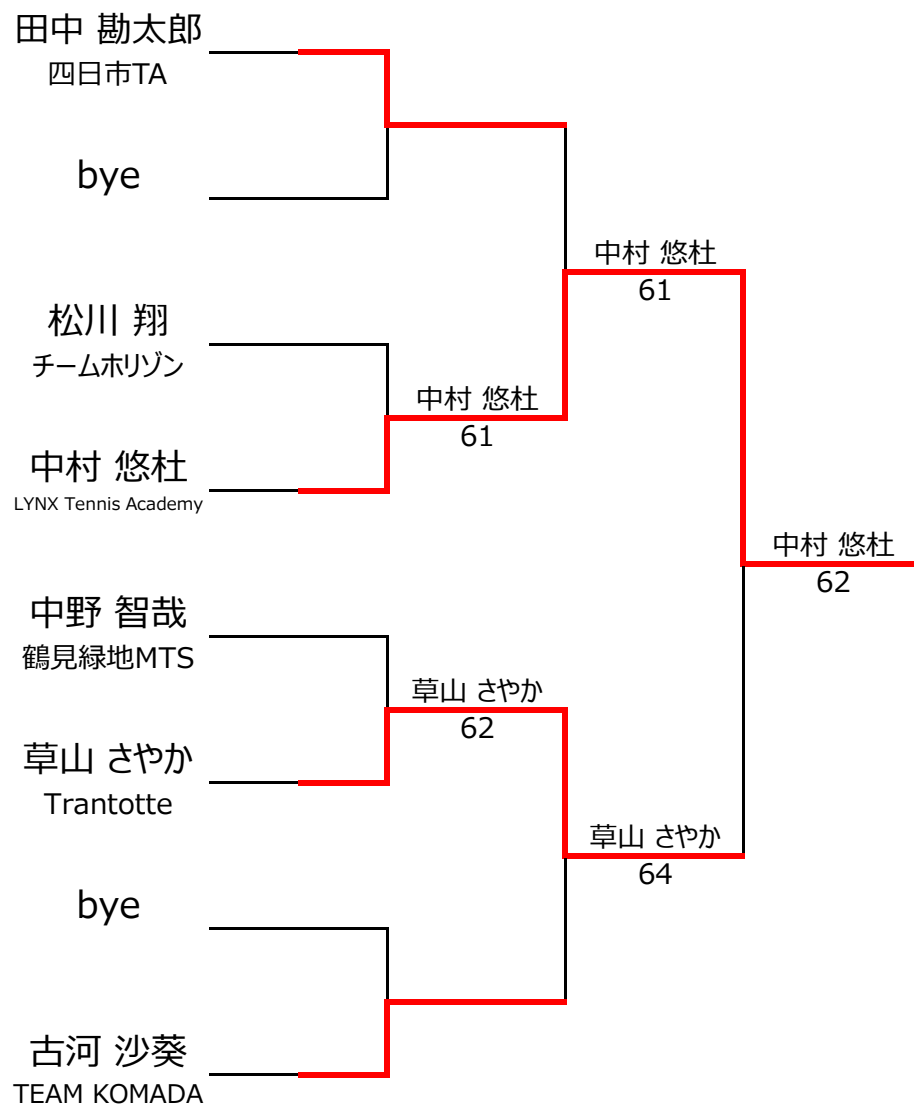 田中 勘太郎
四日市TA
bye
松川 翔
チームホリゾン
中村 悠杜
LYNX Tennis Academy
中野 智哉
鶴見緑地MTS
草山 さやか
Trantotte
bye
古河 沙葵
TEAM KOMADA
中村 悠杜
61
草山 さやか
62
中村 悠杜
61
草山 さやか
64
中村 悠杜
62